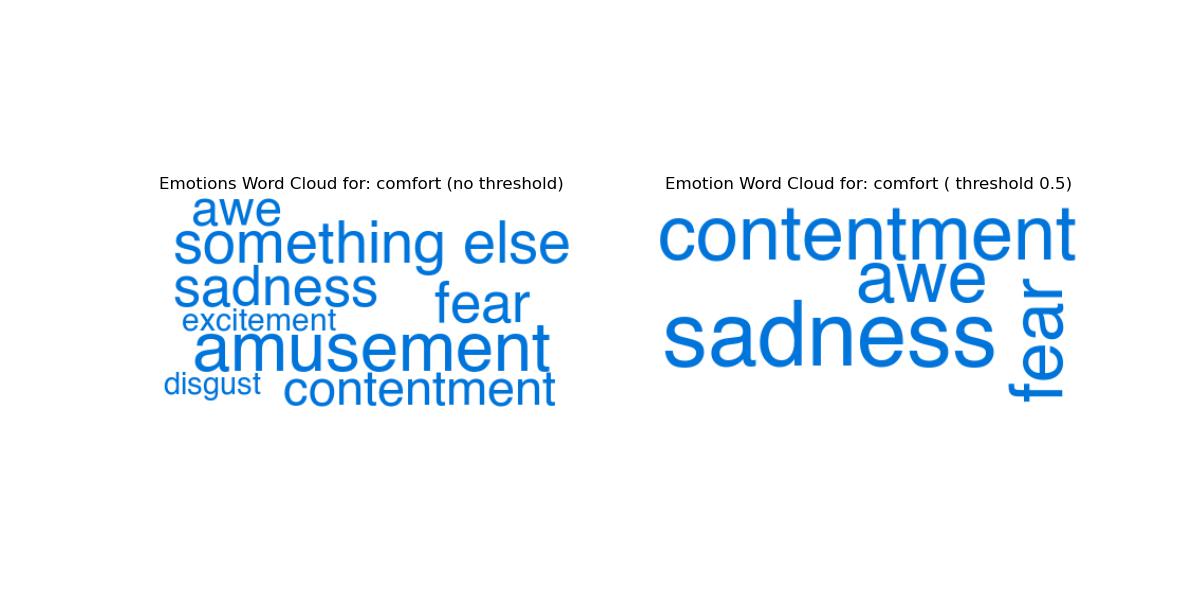 Emotions Word Cloud for: comfort (no threshold)
awe
something else
sadness
fear
excitement
amusement
disgust
contentment
Emotion Word Cloud for: comfort ( threshold 0.5)
contentment
awe
sadness
fear